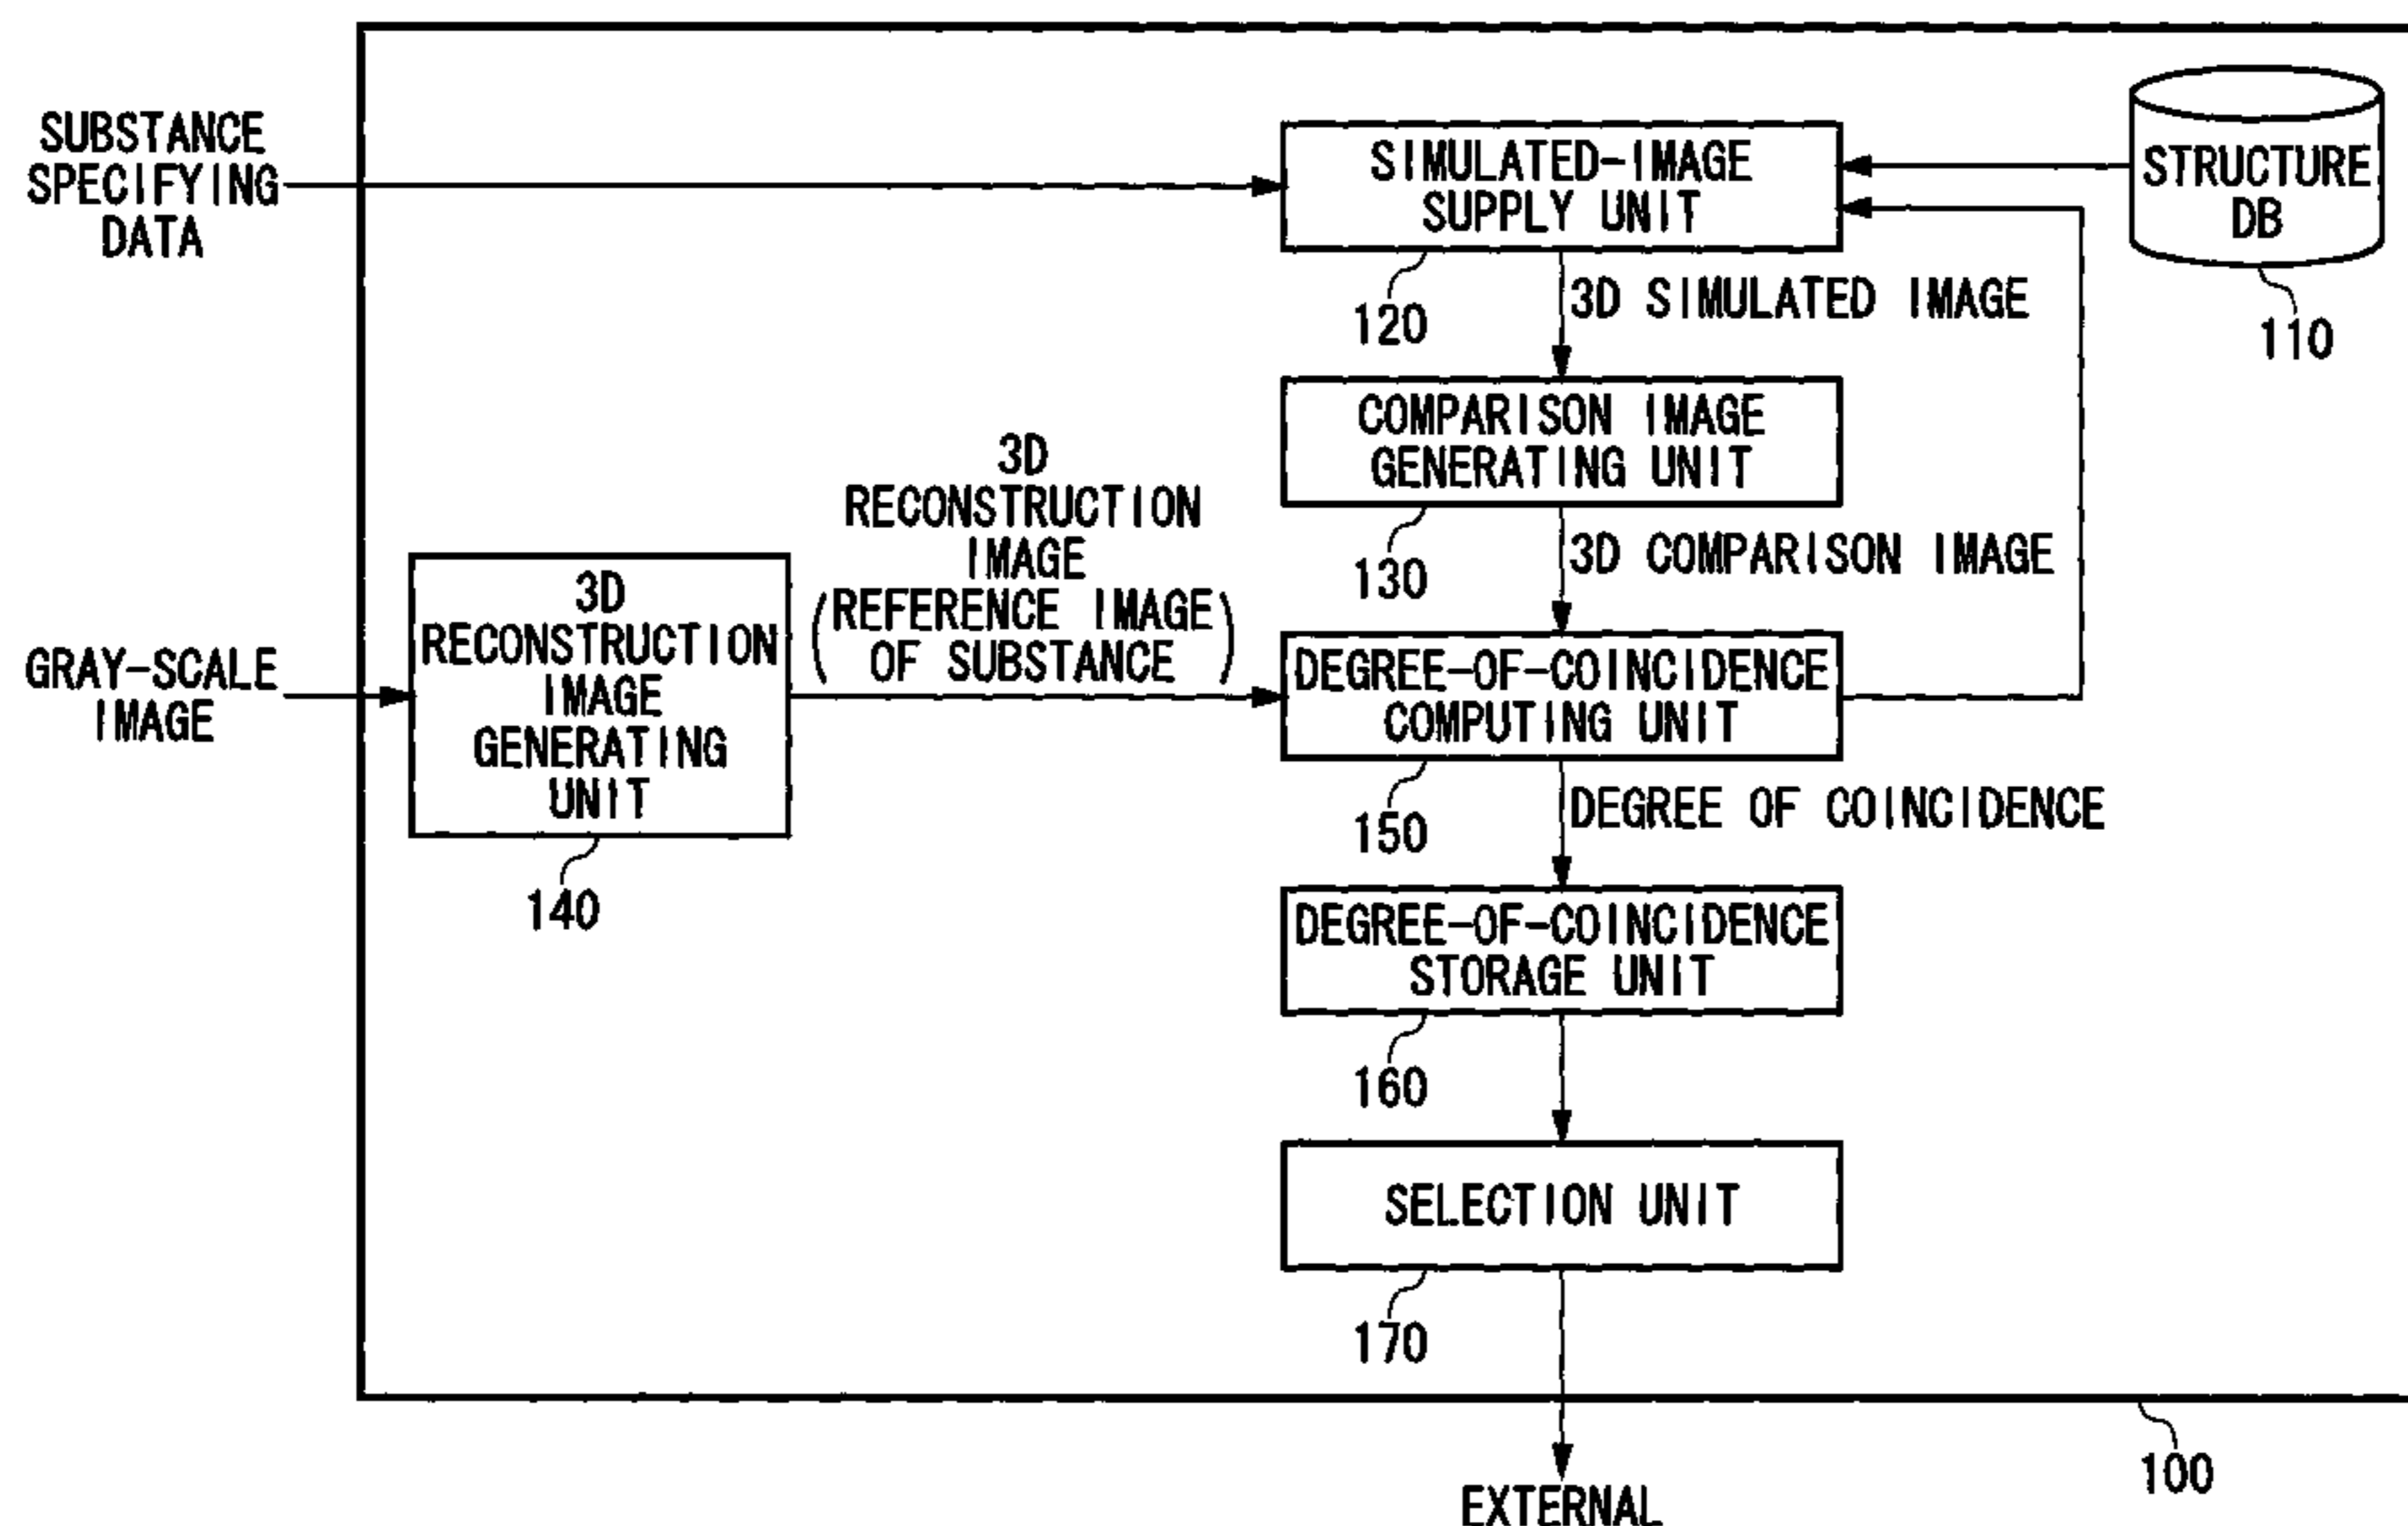 SUBSTANCE
SPECIFYING
DATA
SIMULATED-IMAGE
SUPPLY UNIT
STRUCTURE
DB
120
3D SIMULATED IMAGE
110
COMPARISON IMAGE
GENERATING UNIT
130
3D COMPARISON IMAGE
GRAY-SCALE
IMAGE
3D
RECONSTRUCTION
IMAGE
GENERATING
UNIT
140
3D
RECONSTRUCTION
IMAGE
(REFERENCE IMAGE
OF SUBSTANCE)
DEGREE-OF-COINCIDENCE
COMPUTING UNIT
150
DEGREE OF COINCIDENCE
DEGREE-OF-COINCIDENCE
STORAGE UNIT
160
SELECTION UNIT
170
100
EXTERNAL